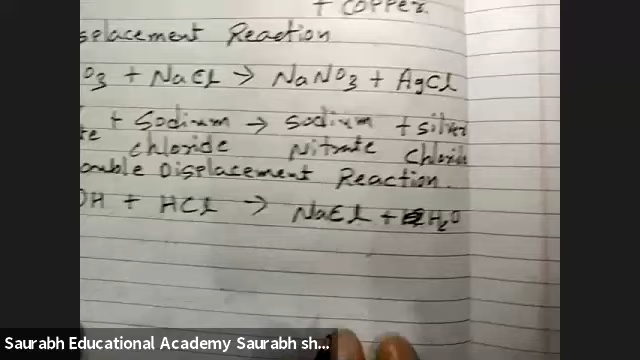 + COPPER.
splacement Reaction
O3 + NaCl → NaNO3 + AgCl
+ Sodium → sodium + silver
te chloride Nitrate Chloride
ouble Displacement Reaction.
OH + HCl → NaCl + H2O
Saurabh Educational Academy Saurabh sh...